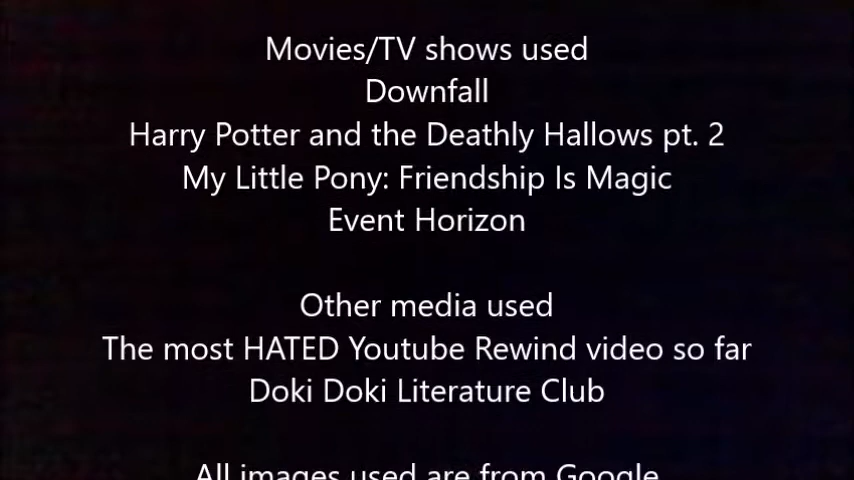 Movies/TV shows used
Downfall
Harry Potter and the Deathly Hallows pt. 2
My Little Pony: Friendship Is Magic
Event Horizon
Other media used
The most HATED Youtube Rewind video so far
Doki Doki Literature Club
All images used are from Google